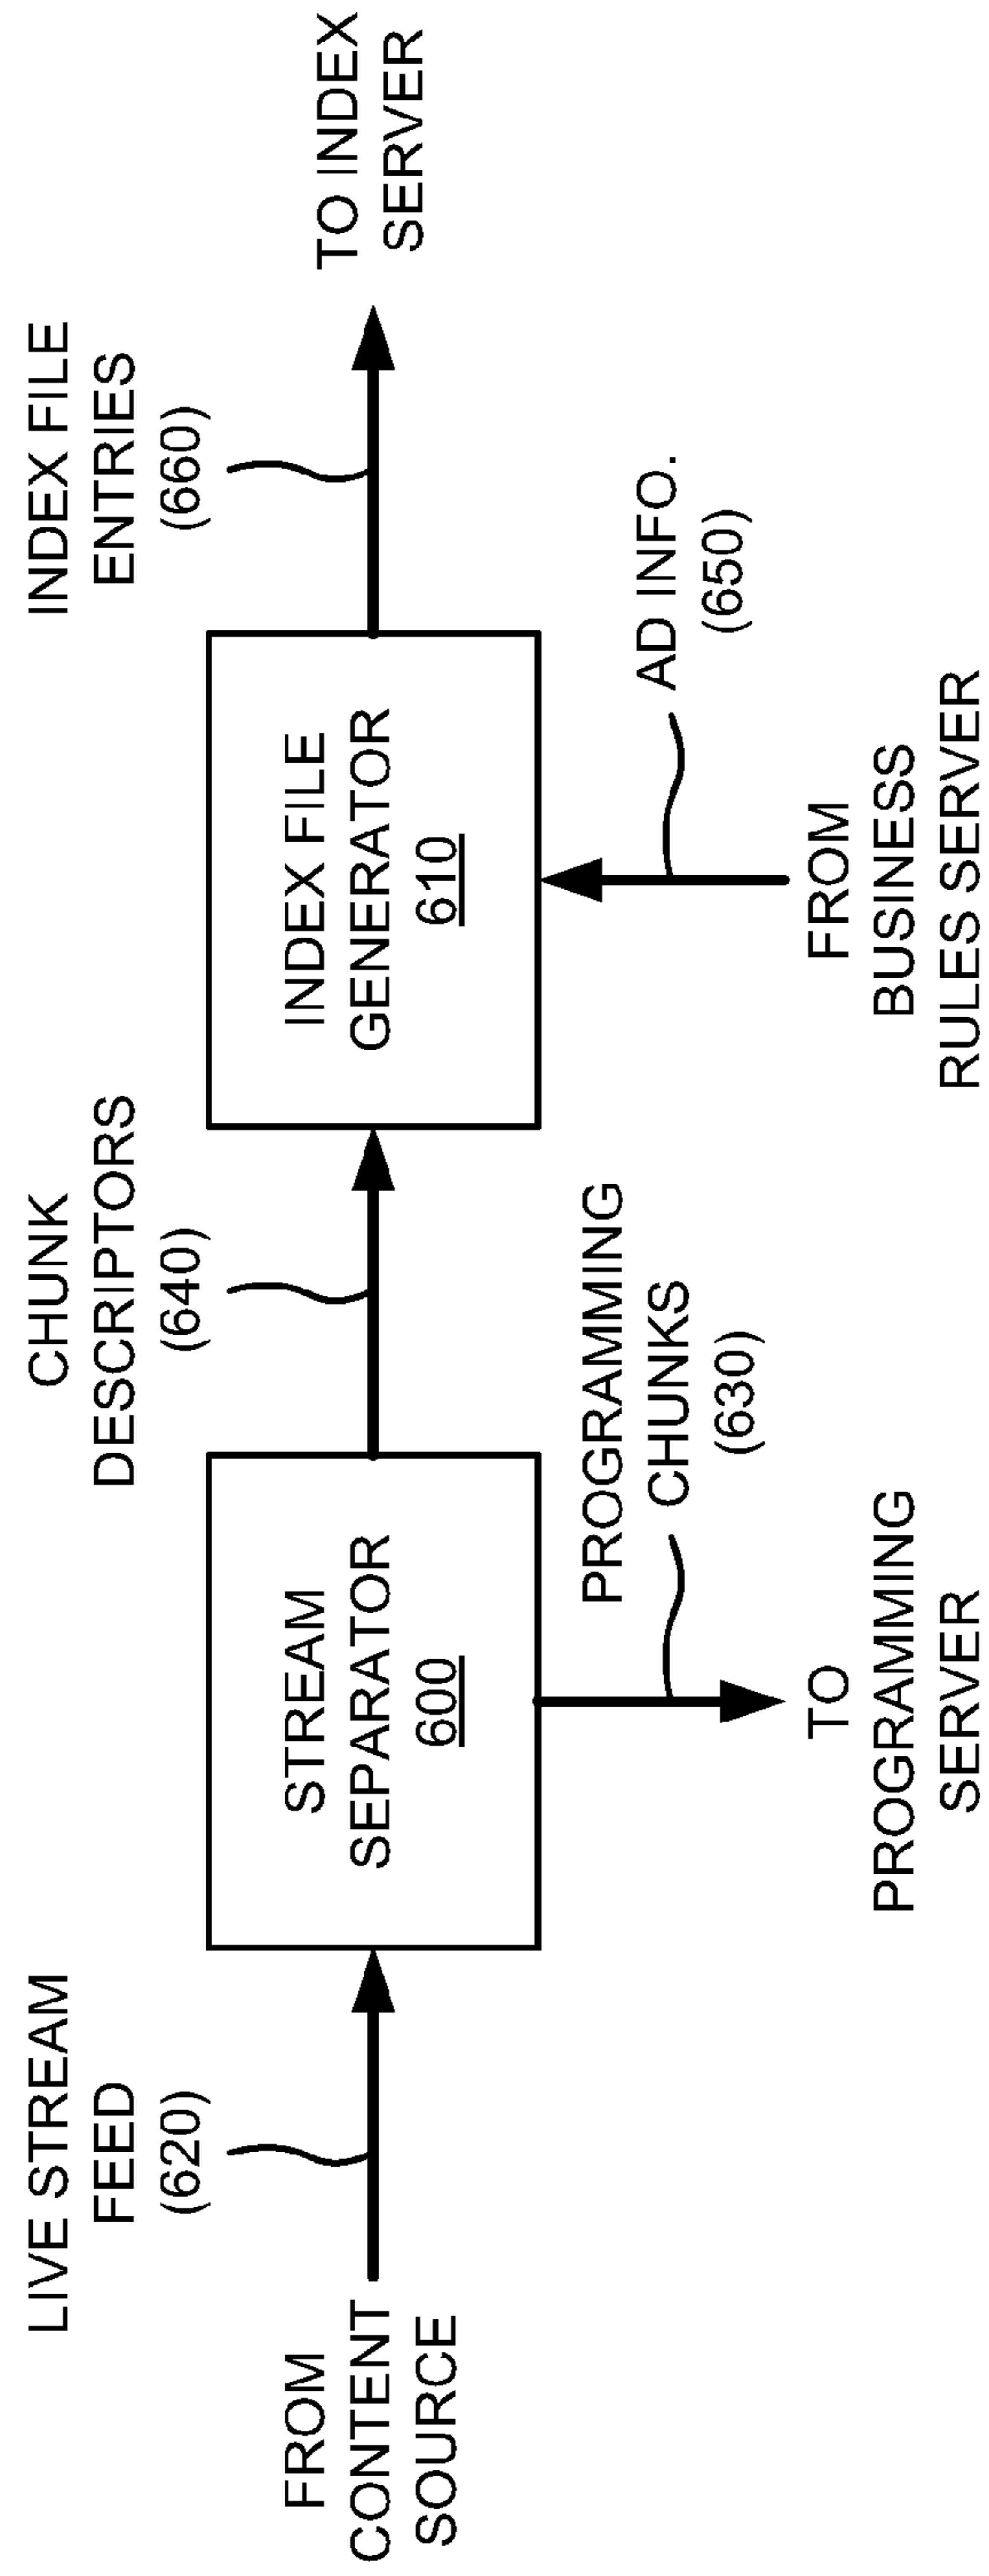 LIVE STREAM
FEED
(620)
FROM
CONTENT
SOURCE
STREAM
SEPARATOR
600
CHUNK
DESCRIPTORS
(640)
PROGRAMMING
CHUNKS
(630)
TO
PROGRAMMING
SERVER
INDEX FILE
GENERATOR
610
INDEX FILE
ENTRIES
(660)
AD INFO.
(650)
FROM
BUSINESS
RULES SERVER
TO INDEX
SERVER